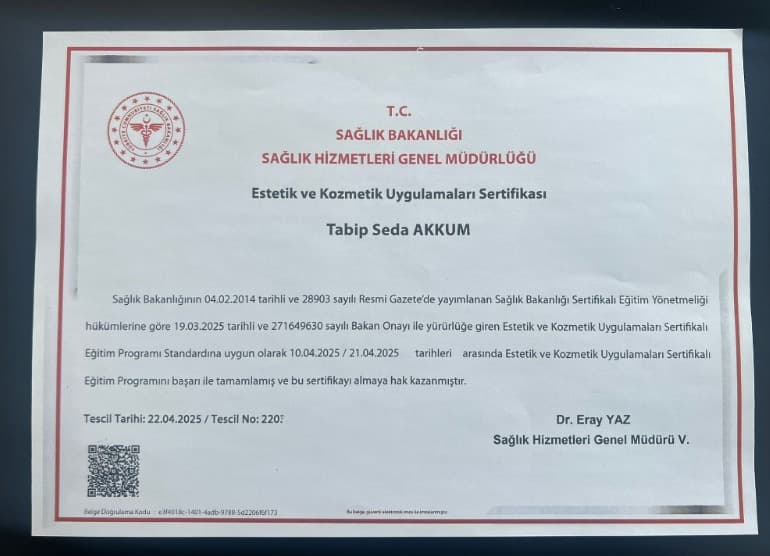 T.C.
SAĞLIK BAKANLIĞI
SAĞLIK HİZMETLERİ GENEL MÜDÜRLÜĞÜ
Estetik ve Kozmetik Uygulamaları Sertifikası
Tabip Seda AKKUM
Sağlık Bakanlığının 04.02.2014 tarihli ve 28903 sayılı Resmi Gazete'de yayımlanan Sağlık Bakanlığı Sertifikalı Eğitim Yönetmeliği
hükümlerine göre 19.03.2025 tarihli ve 271649630 sayılı Bakan Onayı ile yürürlüğe giren Estetik ve Kozmetik Uygulamaları Sertifikalı
Eğitim Programı Standardına uygun olarak 10.04.2025 / 21.04.2025 tarihleri arasında Estetik ve Kozmetik Uygulamaları Sertifikalı
Eğitim Programını başarı ile tamamlamış ve bu sertifikayı almaya hak kazanmıştır.
Tescil Tarihi: 22.04.2025 / Tescil No:
Dr. Eray YAZ
Sağlık Hizmetleri Genel Müdürü V.
Belge Doğrulama Kodu :